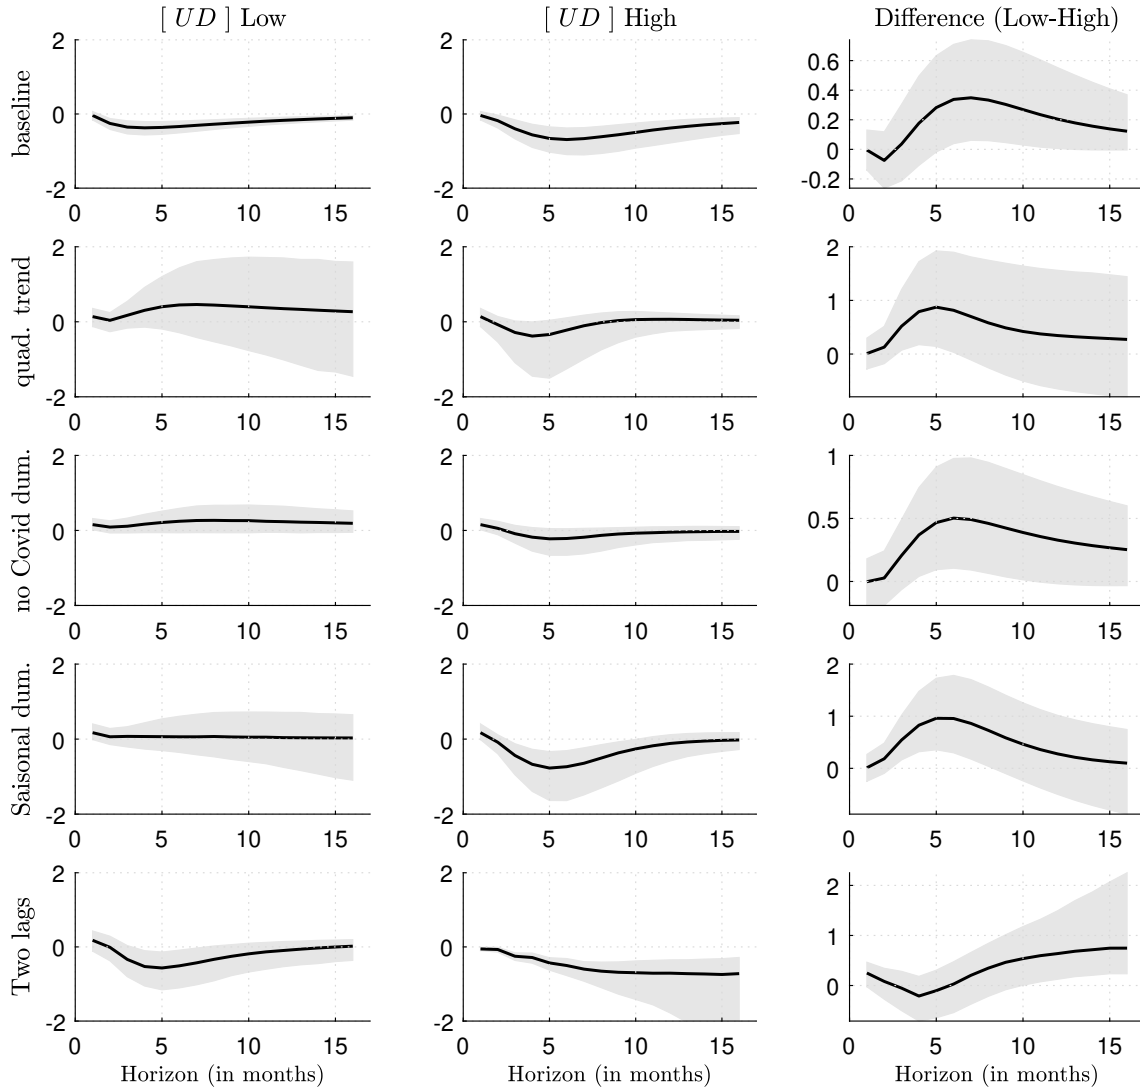 [ UD ] Low [ UD ] High Difference (Low-High)
baseline
2 2 0.6
0.4
0 0 0.2
0
-2 -2 -0.2
0 5 10 15 0 5 10 15 0 5 10 15
quad. trend
2 2 2
1
0 0 0
-2 -2
0 5 10 15 0 5 10 15 0 5 10 15
no Covid dum.
2 2 1
0 0 0.5
-2 -2 0
0 5 10 15 0 5 10 15 0 5 10 15
Saisonal dum.
2 2 2
1
0 0 0
-2 -2
0 5 10 15 0 5 10 15 0 5 10 15
Two lags
2 2 2
1
0 0 0
-2 -2
0 5 10 15 0 5 10 15 0 5 10 15
Horizon (in months) Horizon (in months) Horizon (in months)